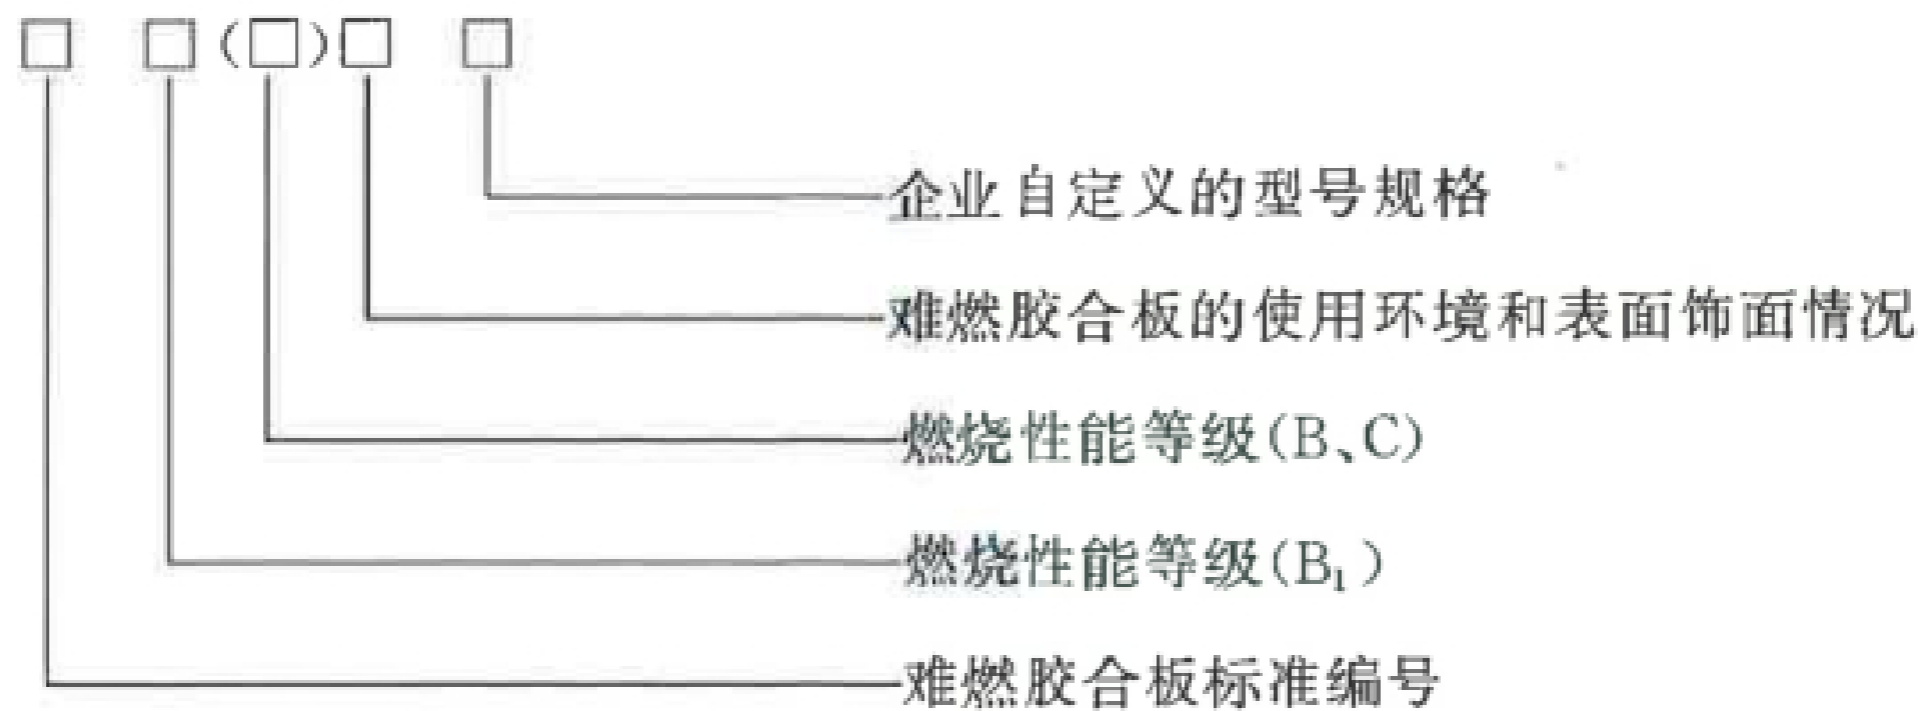 □ □(□)□ □
企业自定义的型号规格
难燃胶合板的使用环境和表面饰面情况
燃烧性能等级(B、C)
燃烧性能等级(B₁)
难燃胶合板标准编号